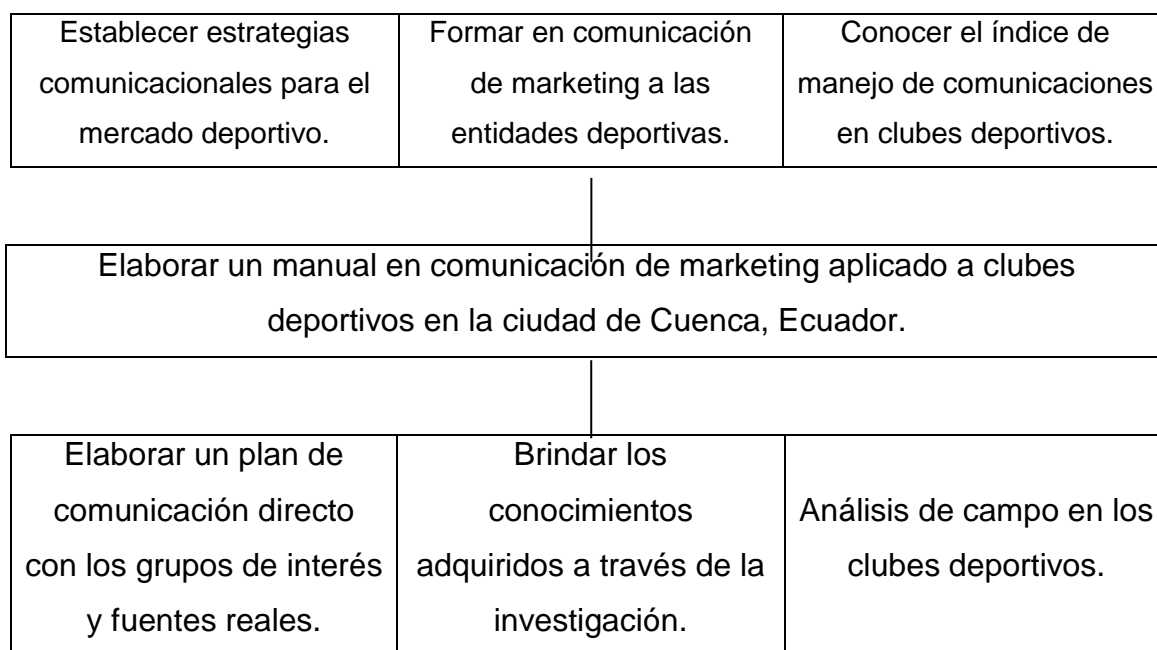 Establecer estrategias
comunicacionales para el
mercado deportivo.
Formar en comunicación
de marketing a las
entidades deportivas.
Conocer el índice de
manejo de comunicaciones
en clubes deportivos.
Elaborar un manual en comunicación de marketing aplicado a clubes
deportivos en la ciudad de Cuenca, Ecuador.
Elaborar un plan de
comunicación directo
con los grupos de interés
y fuentes reales.
Brindar los
conocimientos
adquiridos a través de la
investigación.
Análisis de campo en los
clubes deportivos.